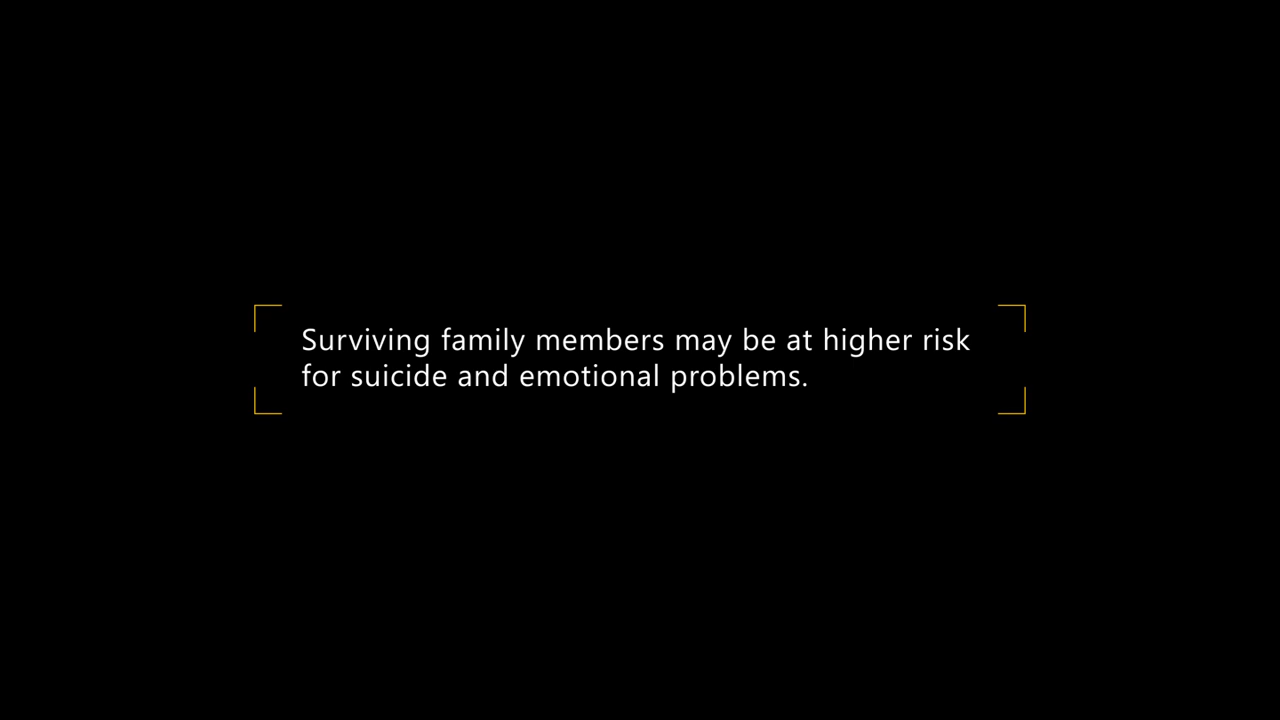 Surviving family members may be at higher risk
for suicide and emotional problems.